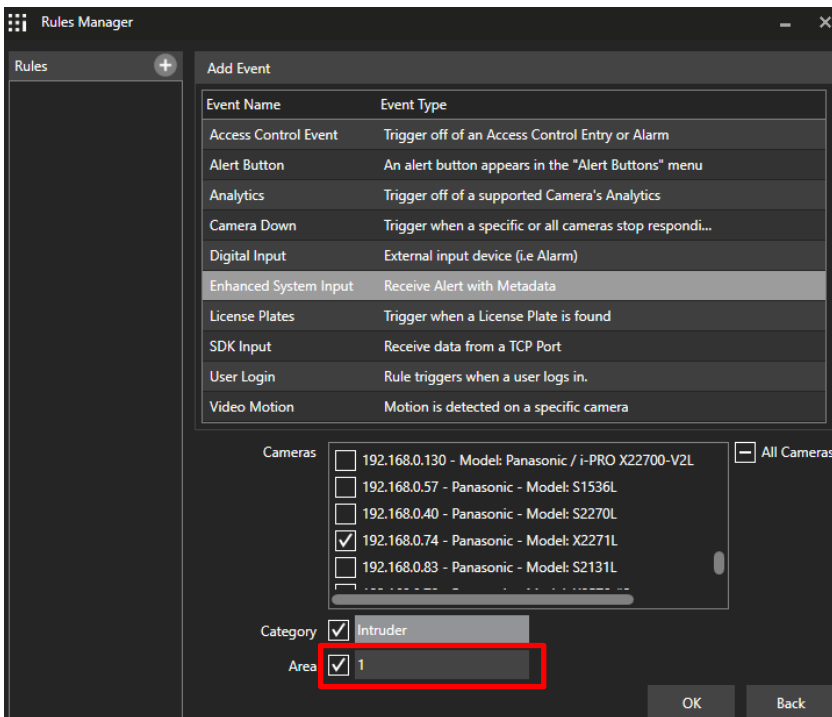 Rules Manager
Rules
Add Event
Event Name Event Type
Access Control Event Trigger off of an Access Control Entry or Alarm
Alert Button An alert button appears in the "Alert Buttons" menu
Analytics Trigger off of a supported Camera's Analytics
Camera Down Trigger when a specific or all cameras stop respondi...
Digital Input External input device (i.e Alarm)
Enhanced System Input Receive Alert with Metadata
License Plates Trigger when a License Plate is found
SDK Input Receive data from a TCP Port
User Login Rule triggers when a user logs in.
Video Motion Motion is detected on a specific camera
Cameras
192.168.0.130 - Model: Panasonic / i-PRO X22700-V2L
All Cameras
192.168.0.57 - Panasonic - Model: S1536L
192.168.0.40 - Panasonic - Model: S2270L
192.168.0.74 - Panasonic - Model: X2271L
192.168.0.83 - Panasonic - Model: S2131L
Category Intruder
Area 1
OK Back